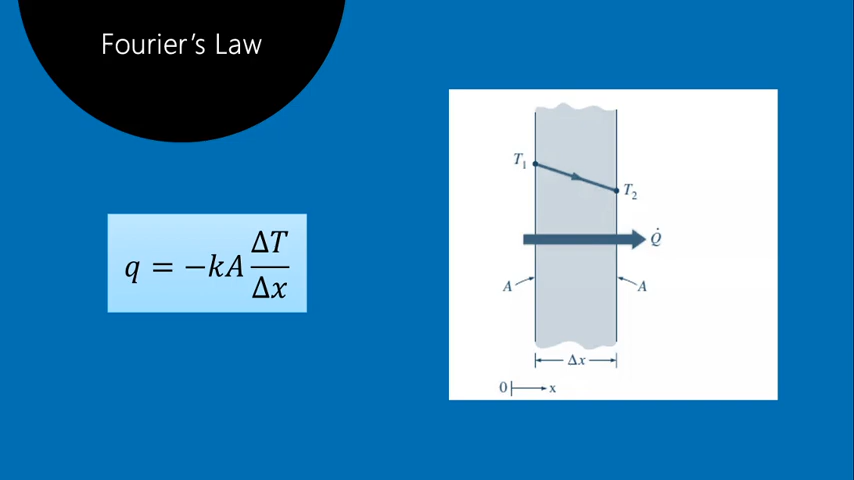 Fourier's Law
q = −kA ΔT/Δx
T₁
T₂
Q̇
A
A
Δx
0
x